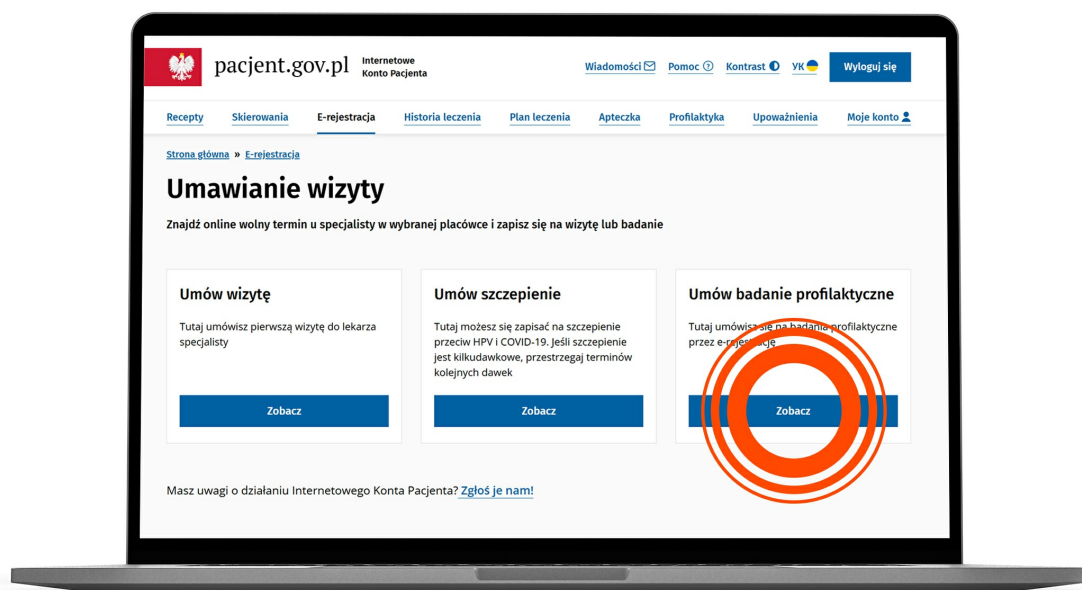 pacjent.gov.pl
Internetowe
Konto Pacjenta
Wiadomości
Pomoc
Kontrast
УК
Wyloguj się
Recepty Skierowania E-rejestracja Historia leczenia Plan leczenia Apteczka Profilaktyka Upoważnienia Moje konto
Strona główna » E-rejestracja
Umawianie wizyty
Znajdź online wolny termin u specjalisty w wybranej placówce i zapisz się na wizytę lub badanie
Umów wizytę
Tutaj umówisz pierwszą wizytę do lekarza
specjalisty
Zobacz
Umów szczepienie
Tutaj możesz się zapisać na szczepienie
przeciw HPV i COVID-19. Jeśli szczepienie
jest kilkudawkowe, przestrzegaj terminów
kolejnych dawek
Zobacz
Umów badanie profilaktyczne
Tutaj umówisz się na badania profilaktyczne
przez e-rejestrację
Zobacz
Masz uwagi o działaniu Internetowego Konta Pacjenta? Zgłoś je nam!